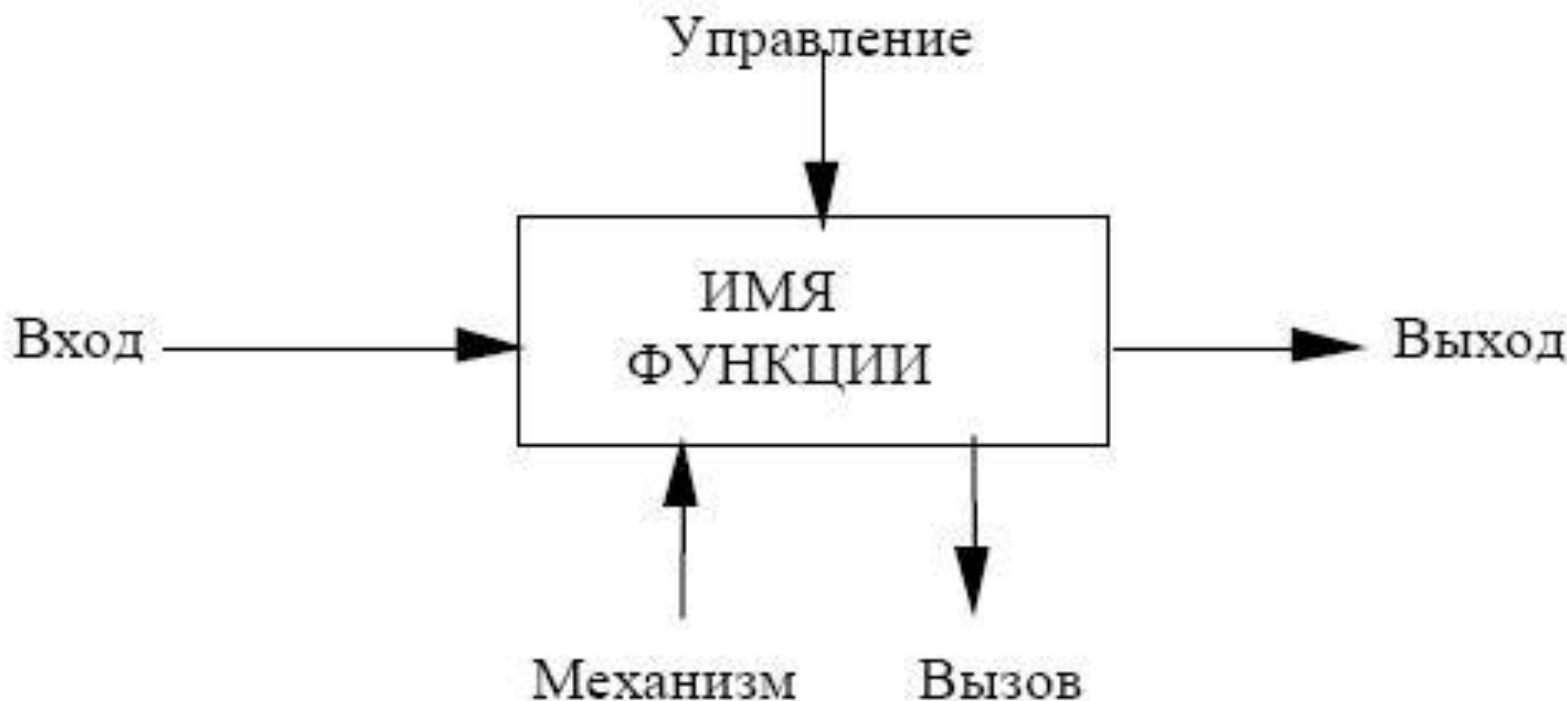 Управление
ИМЯ
ФУНКЦИИ
Вход
Выход
Механизм
Вызов